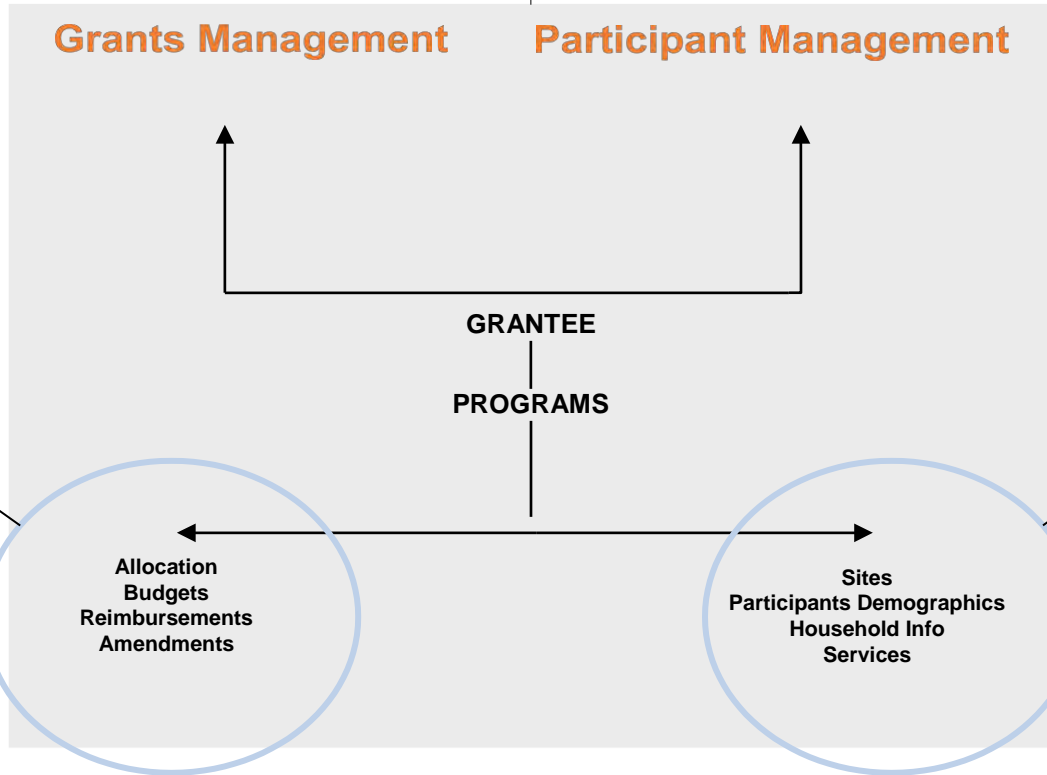 Grants Management
Participant Management
GRANTEE
PROGRAMS
Allocation
Budgets
Reimbursements
Amendments
Sites
Participants Demographics
Household Info
Services